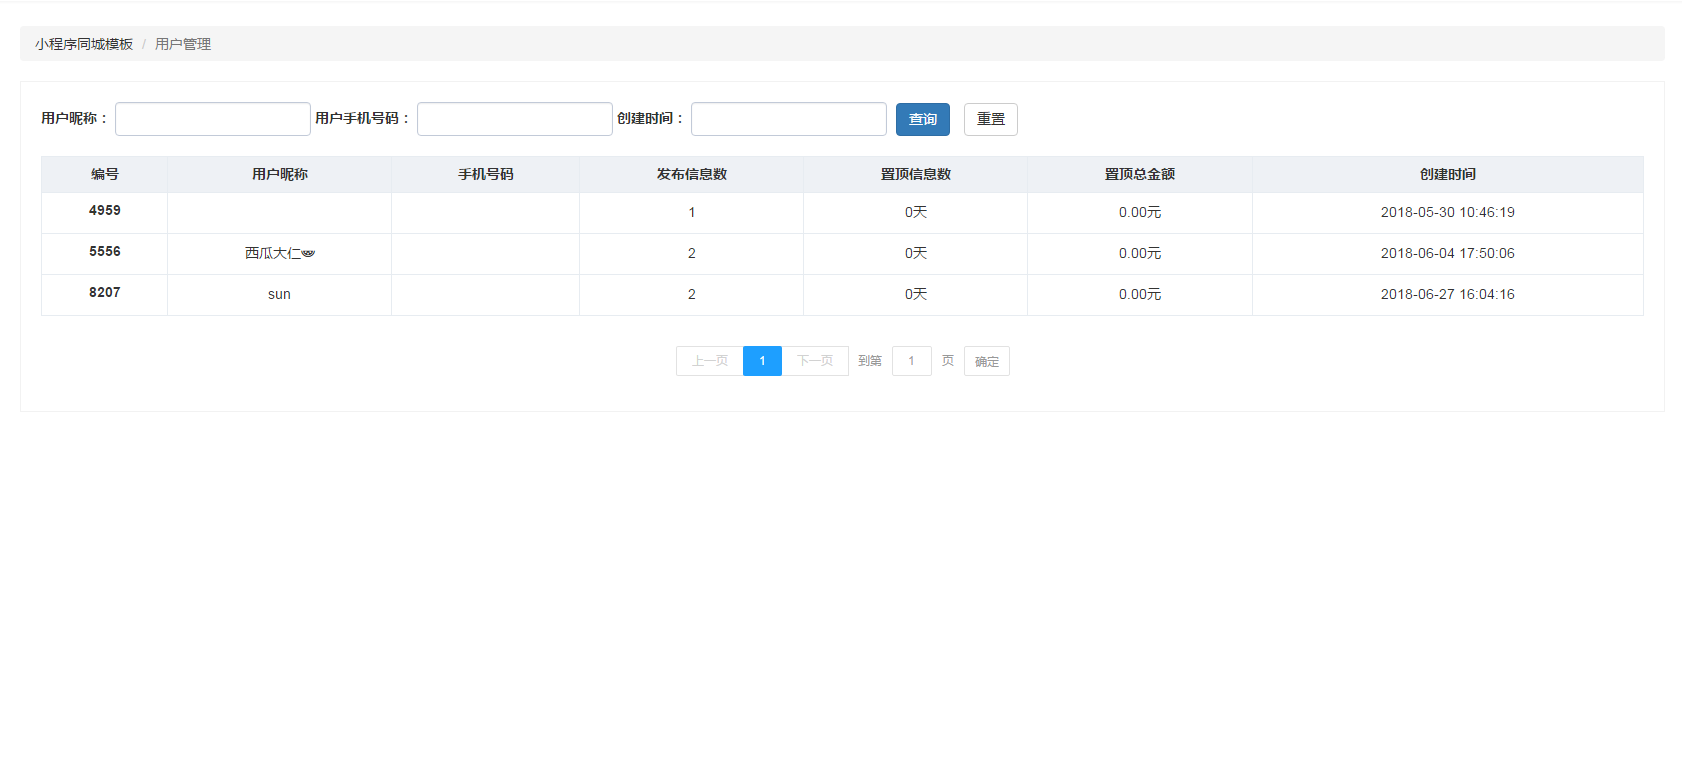 小程序同城模板 / 用户管理
用户昵称： 用户手机号码： 创建时间： 查询 重置
编号 用户昵称 手机号码 发布信息数 置顶信息数 置顶总金额 创建时间
4959 1 0天 0.00元 2018-05-30 10:46:19
5556 西瓜大仁🍉 2 0天 0.00元 2018-06-04 17:50:06
8207 sun 2 0天 0.00元 2018-06-27 16:04:16
上一页 1 下一页 到第 1 页 确定